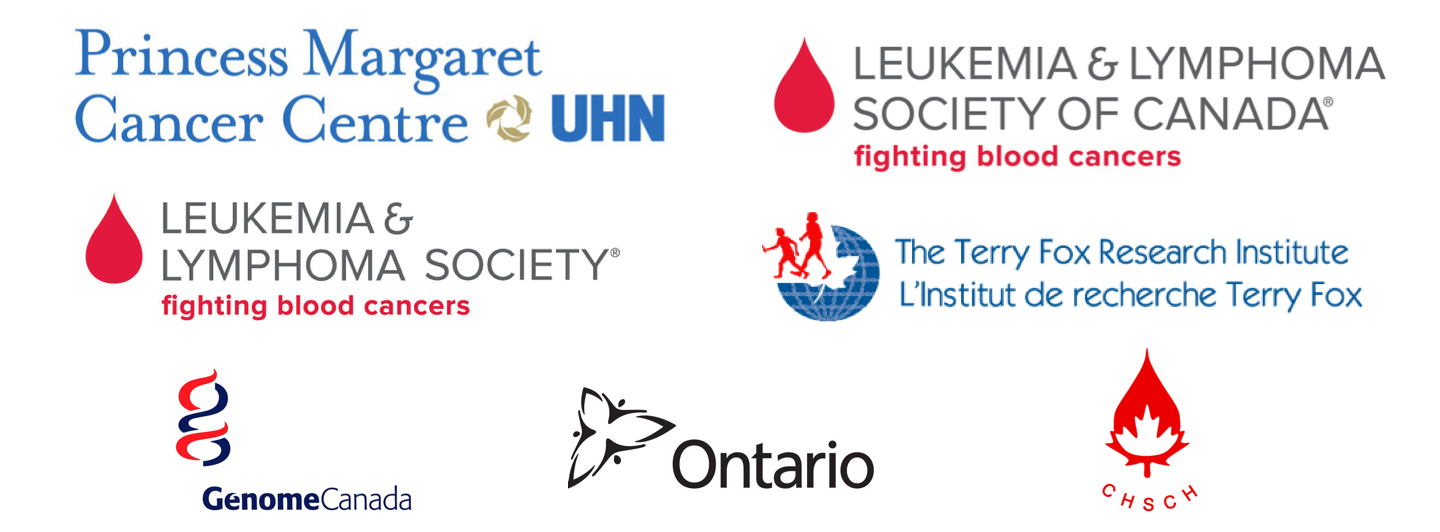 Princess Margaret
Cancer Centre UHN
LEUKEMIA & LYMPHOMA
SOCIETY OF CANADA®
fighting blood cancers
LEUKEMIA &
LYMPHOMA SOCIETY®
fighting blood cancers
The Terry Fox Research Institute
L'Institut de recherche Terry Fox
GenomeCanada
Ontario
CHSCH